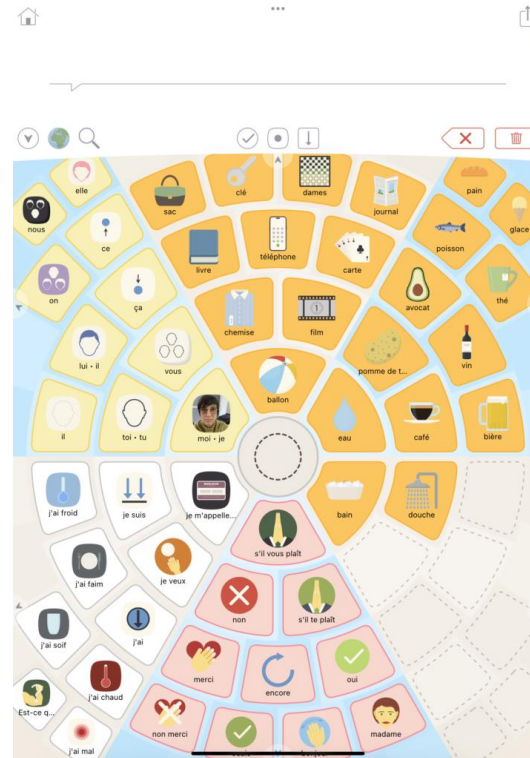 elle
clé
dames
pain
nous
sac
journal
glace
ce
téléphone
poisson
livre
carte
on
ça
avocat
thé
chemise
film
lui • il
vous
pomme de t...
vin
ballon
il
toi • tu
moi • je
eau
café
bière
j'ai froid
je suis
je m'appelle...
bain
douche
s'il vous plaît
j'ai faim
je veux
non
s'il te plaît
j'ai soif
j'ai
merci
encore
oui
j'ai chaud
Est-ce q...
non merci
madame
j'ai mal